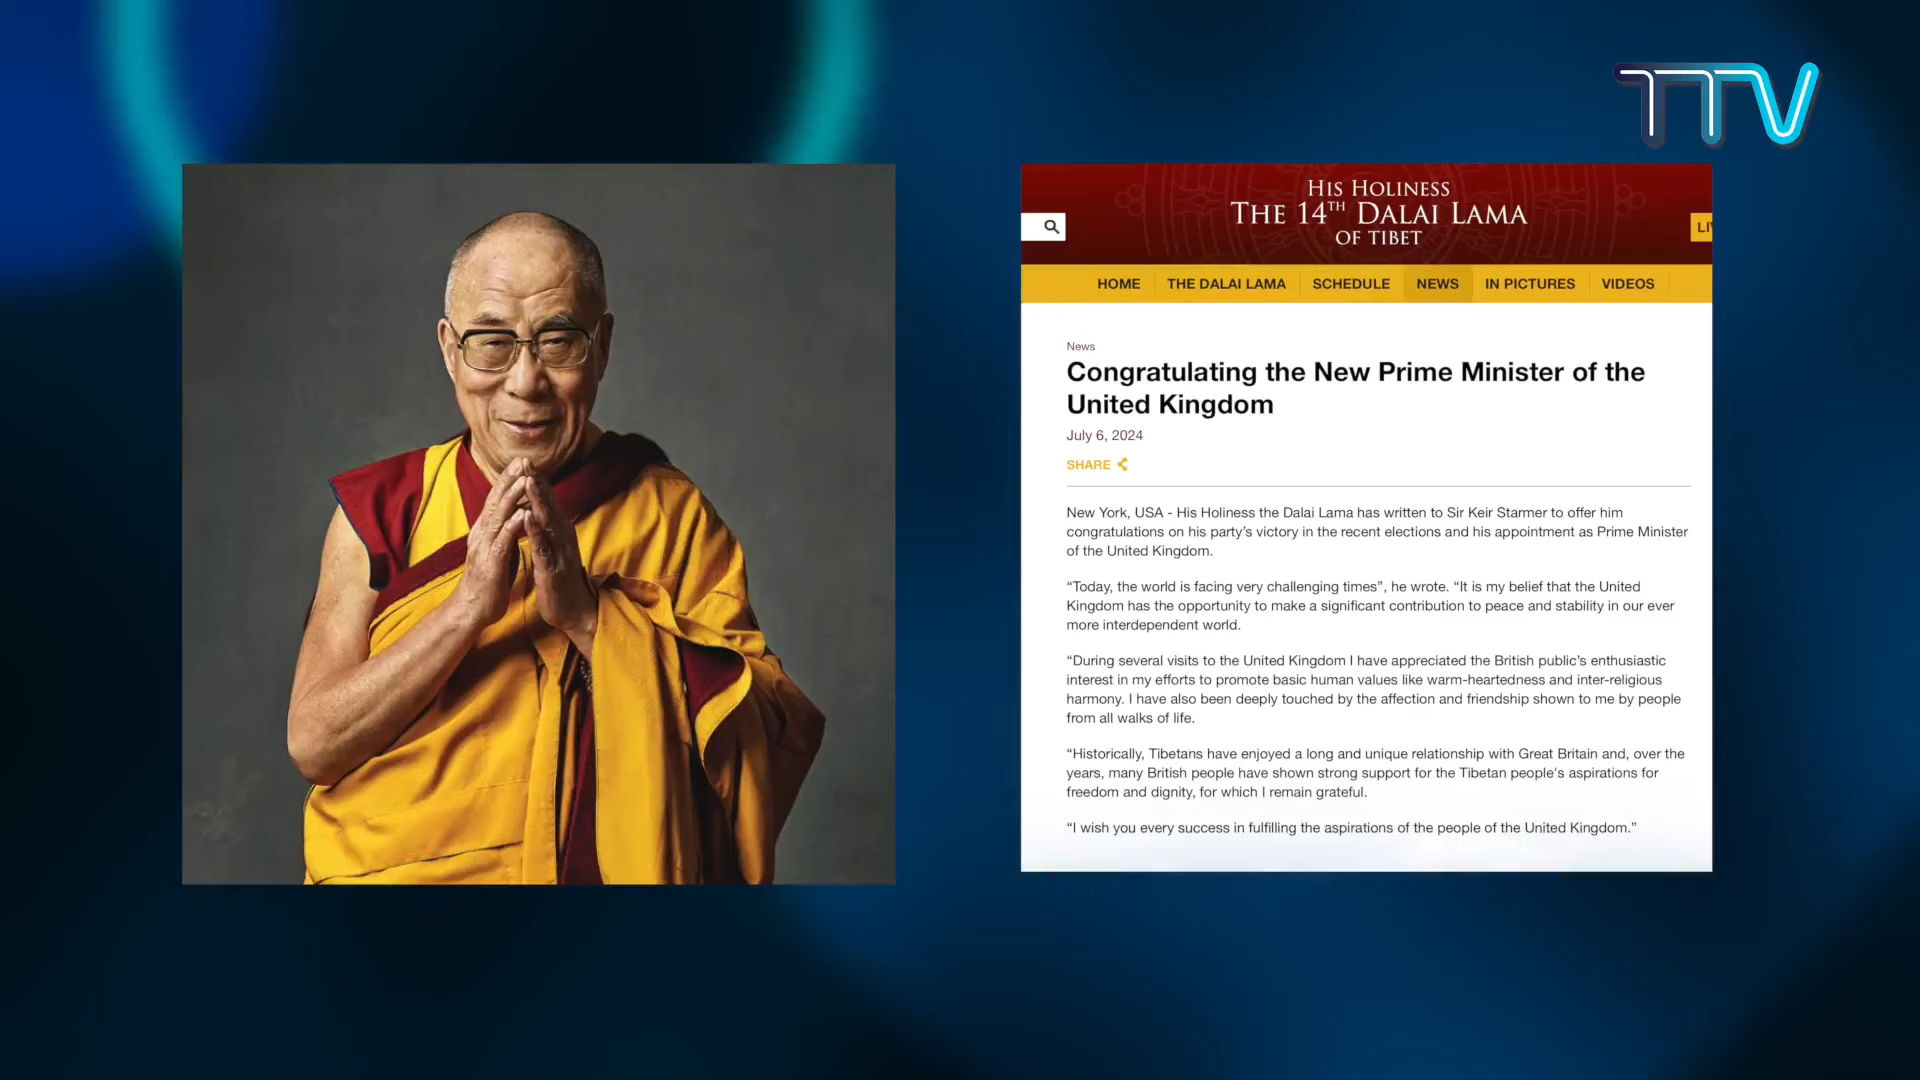 TTV
HIS HOLINESS
THE 14TH DALAI LAMA
OF TIBET
HOME THE DALAI LAMA SCHEDULE NEWS IN PICTURES VIDEOS
News
Congratulating the New Prime Minister of the
United Kingdom
July 6, 2024
SHARE
New York, USA - His Holiness the Dalai Lama has written to Sir Keir Starmer to offer him
congratulations on his party’s victory in the recent elections and his appointment as Prime Minister
of the United Kingdom.
“Today, the world is facing very challenging times”, he wrote. “It is my belief that the United
Kingdom has the opportunity to make a significant contribution to peace and stability in our ever
more interdependent world.
“During several visits to the United Kingdom I have appreciated the British public’s enthusiastic
interest in my efforts to promote basic human values like warm-heartedness and inter-religious
harmony. I have also been deeply touched by the affection and friendship shown to me by people
from all walks of life.
“Historically, Tibetans have enjoyed a long and unique relationship with Great Britain and, over the
years, many British people have shown strong support for the Tibetan people's aspirations for
freedom and dignity, for which I remain grateful.
“I wish you every success in fulfilling the aspirations of the people of the United Kingdom.”